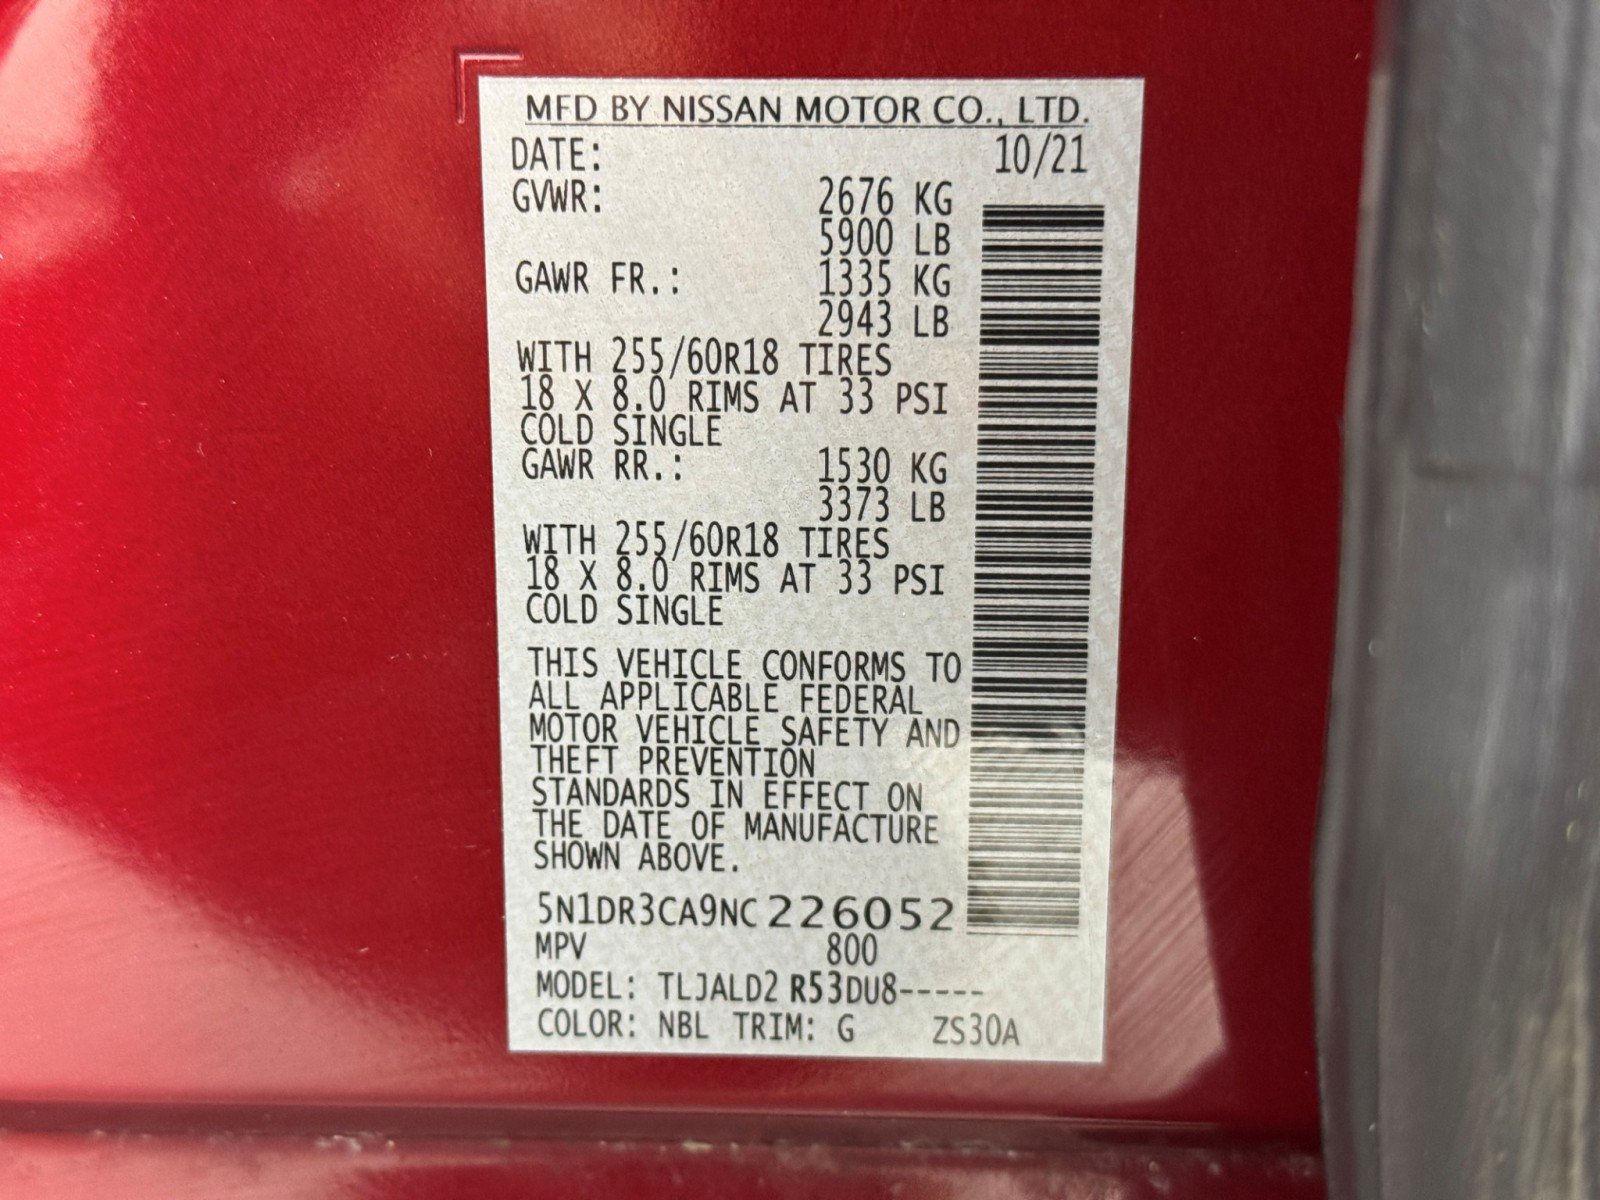 MFD BY NISSAN MOTOR CO., LTD.
DATE: 10/21
GVWR: 2676 KG
5900 LB
GAWR FR.: 1335 KG
2943 LB
WITH 255/60R18 TIRES
18 X 8.0 RIMS AT 33 PSI
COLD SINGLE
GAWR RR.: 1530 KG
3373 LB
WITH 255/60R18 TIRES
18 X 8.0 RIMS AT 33 PSI
COLD SINGLE
THIS VEHICLE CONFORMS TO
ALL APPLICABLE FEDERAL
MOTOR VEHICLE SAFETY AND
THEFT PREVENTION
STANDARDS IN EFFECT ON
THE DATE OF MANUFACTURE
SHOWN ABOVE.
5N1DR3CA9NC226052
MPV 800
MODEL: TLJALD2 R53DU8-----
COLOR: NBL TRIM: G ZS30A